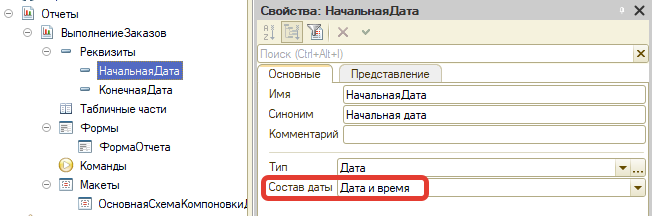 Отчеты
ВыполнениеЗаказов
Реквизиты
НачальнаяДата
КонечнаяДата
Табличные части
Формы
ФормаОтчета
Команды
Макеты
ОсновнаяСхемаКомпоновкиД
Свойства: НачальнаяДата
Поиск (Ctrl+Alt+I)
Основные Представление
Имя НачальнаяДата
Синоним Начальная дата
Комментарий
Тип Дата
Состав даты Дата и время